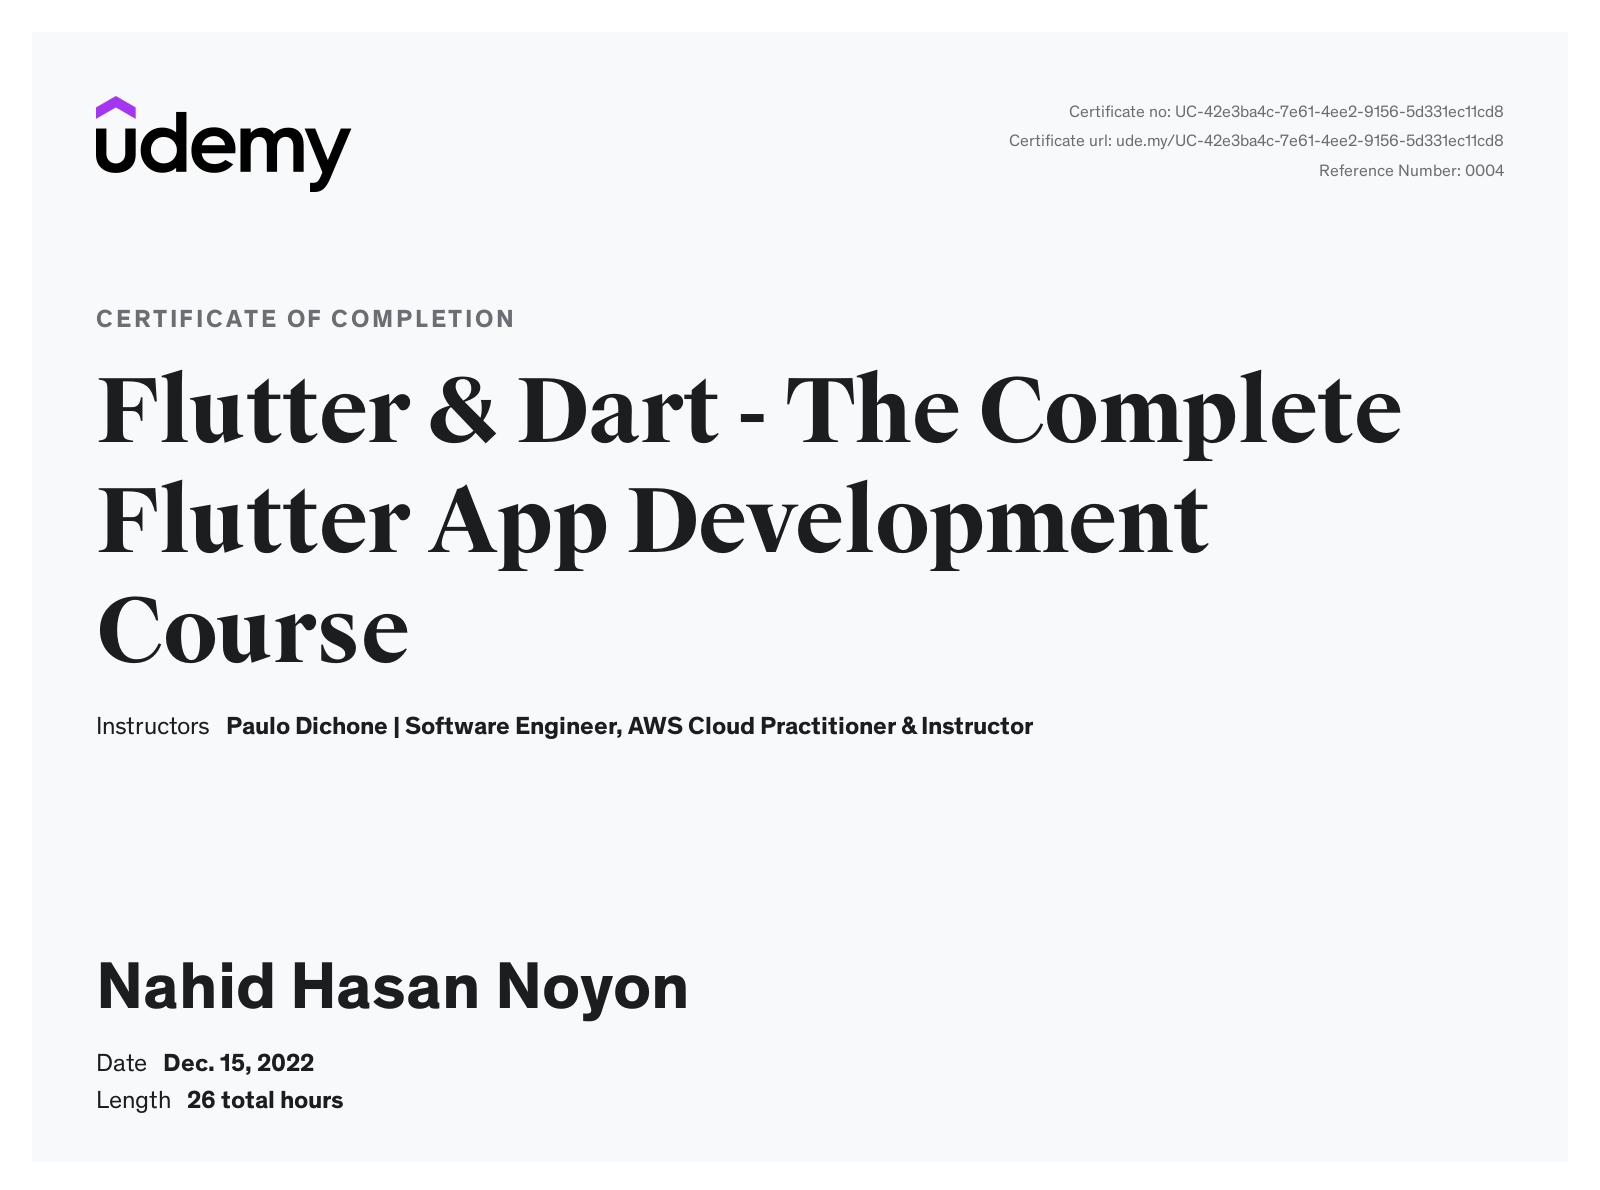 udemy
Certificate no: UC-42e3ba4c-7e61-4ee2-9156-5d331ec11cd8
Certificate url: ude.my/UC-42e3ba4c-7e61-4ee2-9156-5d331ec11cd8
Reference Number: 0004
CERTIFICATE OF COMPLETION
Flutter & Dart - The Complete
Flutter App Development
Course
Instructors Paulo Dichone | Software Engineer, AWS Cloud Practitioner & Instructor
Nahid Hasan Noyon
Date Dec. 15, 2022
Length 26 total hours